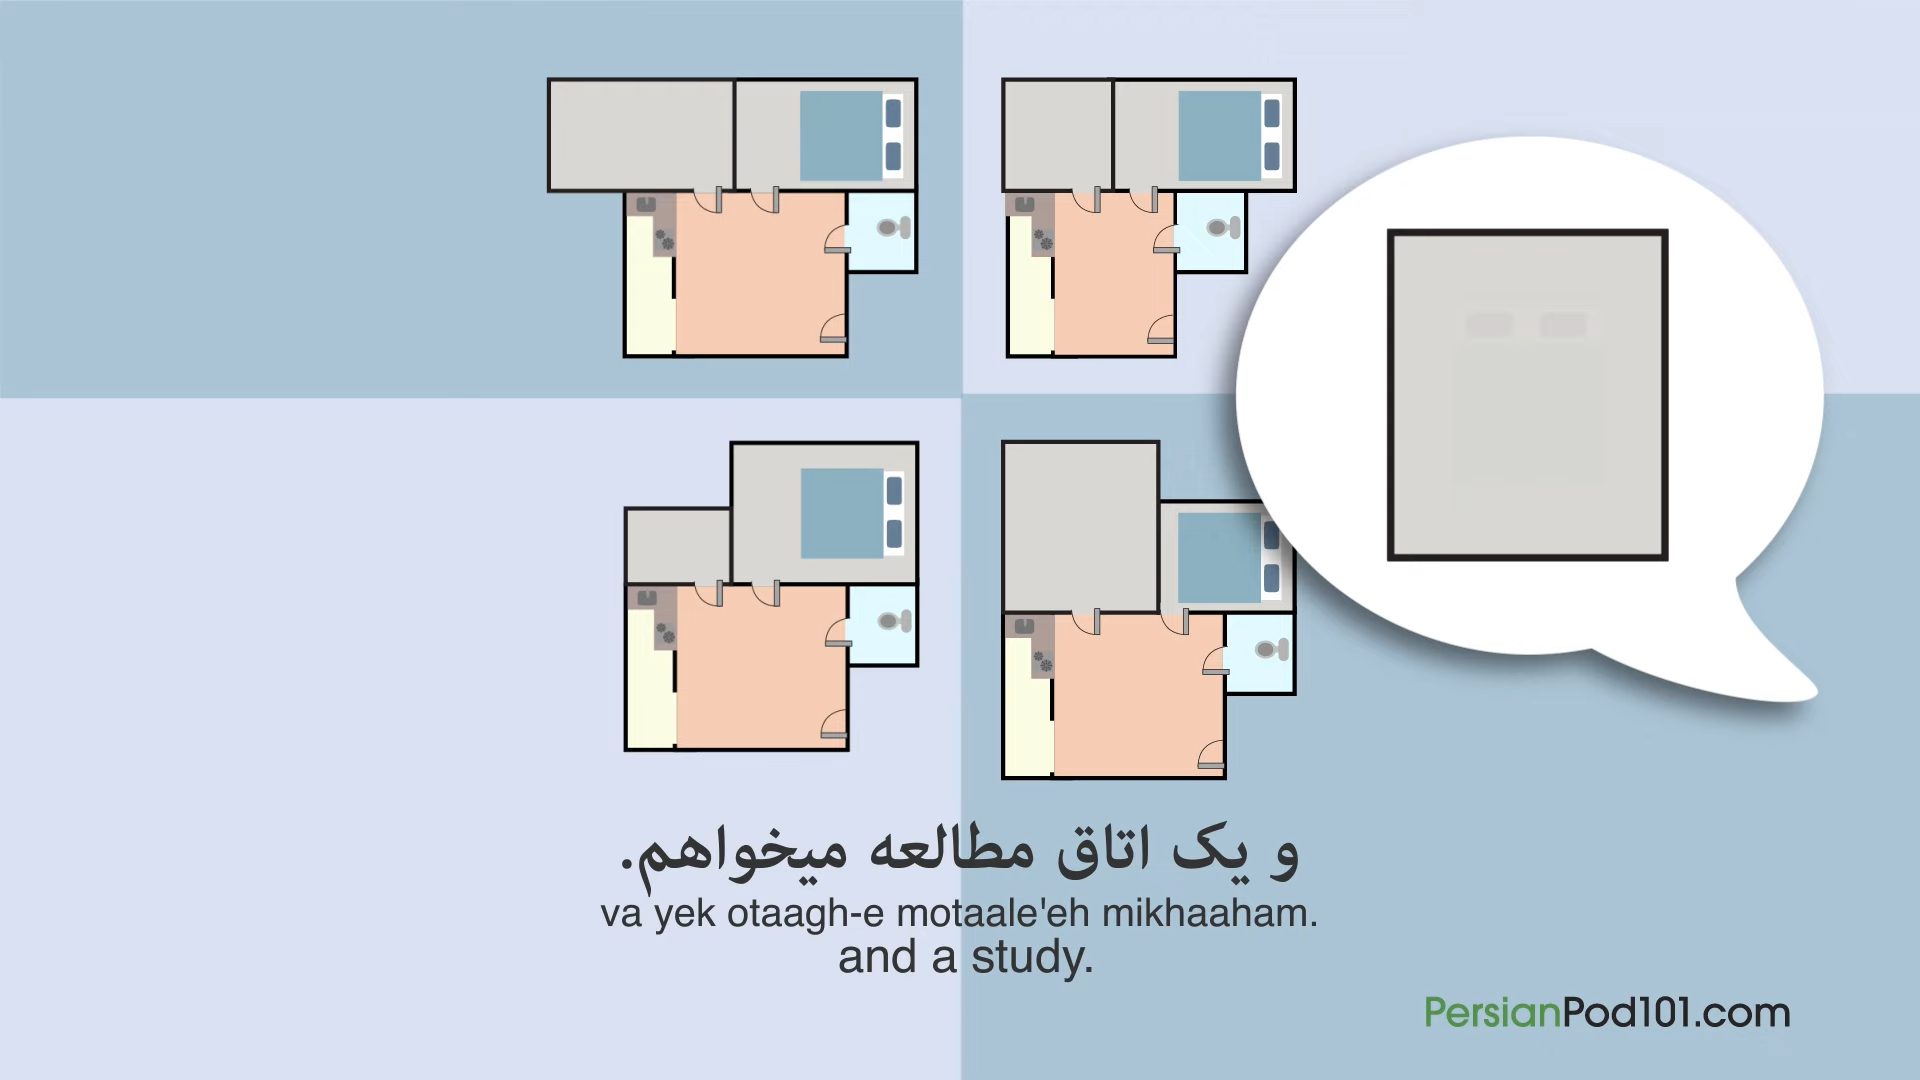 و یک اتاق مطالعه میخواهم.
va yek otaagh-e motaale'eh mikhaaham.
and a study.
PersianPod101.com